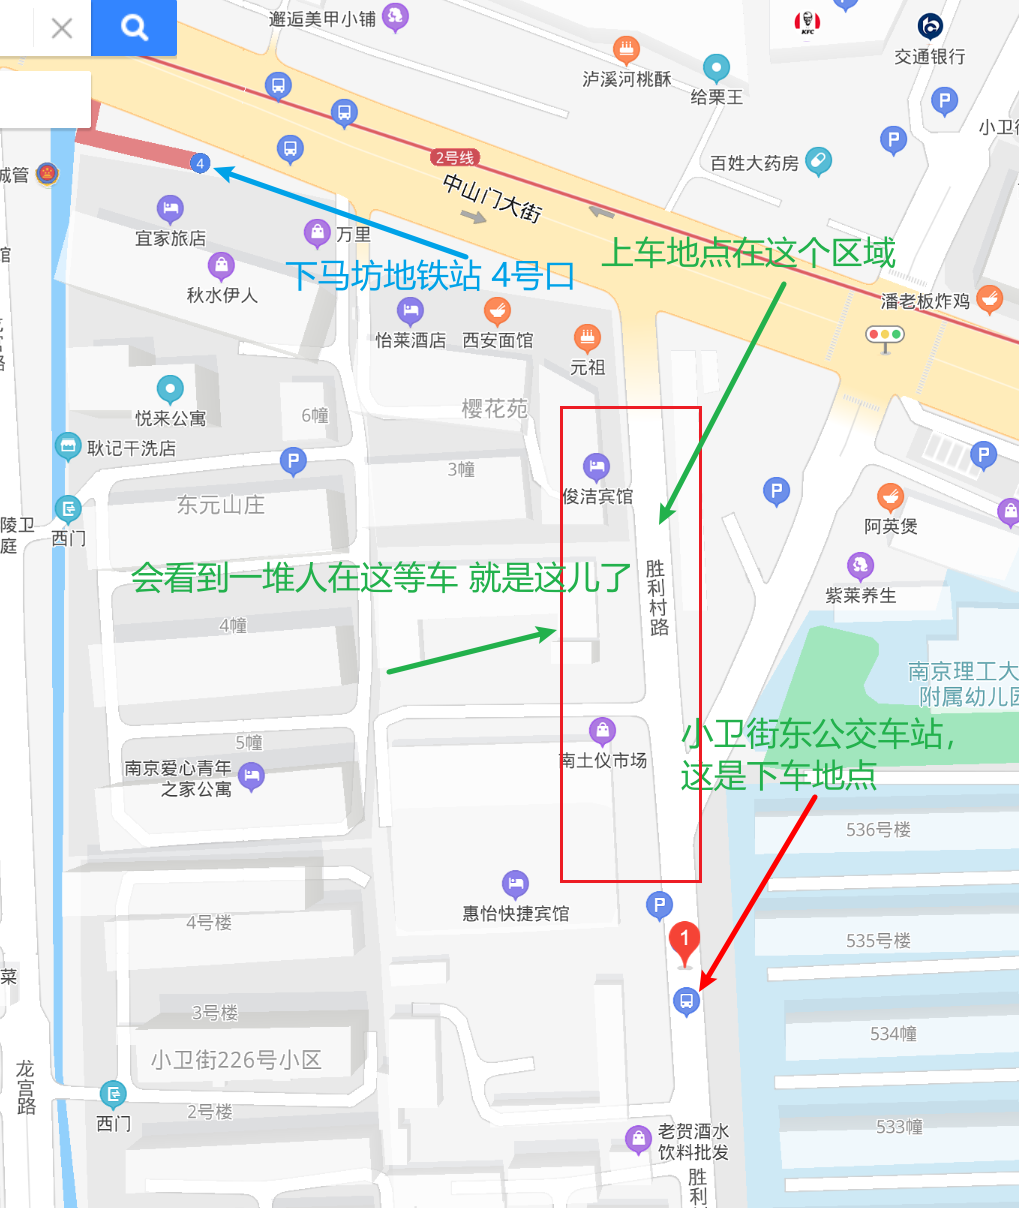 邂逅美甲小铺
KFC
交通银行
泸溪河桃酥
给栗王
P
P
小卫街
百姓大药房
2号线
中山门大街
4
城管
宜家旅店
万里
秋水伊人
下马坊地铁站 4号口
上车地点在这个区域
潘老板炸鸡
怡莱酒店
西安面馆
元祖
悦来公寓
6幢
樱花苑
耿记干洗店
P
3幢
俊洁宾馆
P
P
东元山庄
阿英煲
陵卫
庭
西门
会看到一堆人在这等车 就是这儿了
胜利村路
紫莱养生
4幢
南京理工大
附属幼儿园
5幢
南京爱心青年
之家公寓
南土仪市场
小卫街东公交车站,
这是下车地点
536号楼
惠怡快捷宾馆
P
4号楼
1
535号楼
菜
3号楼
534幢
小卫街226号小区
龙宫路
西门
2号楼
533幢
老贺酒水
饮料批发
胜利